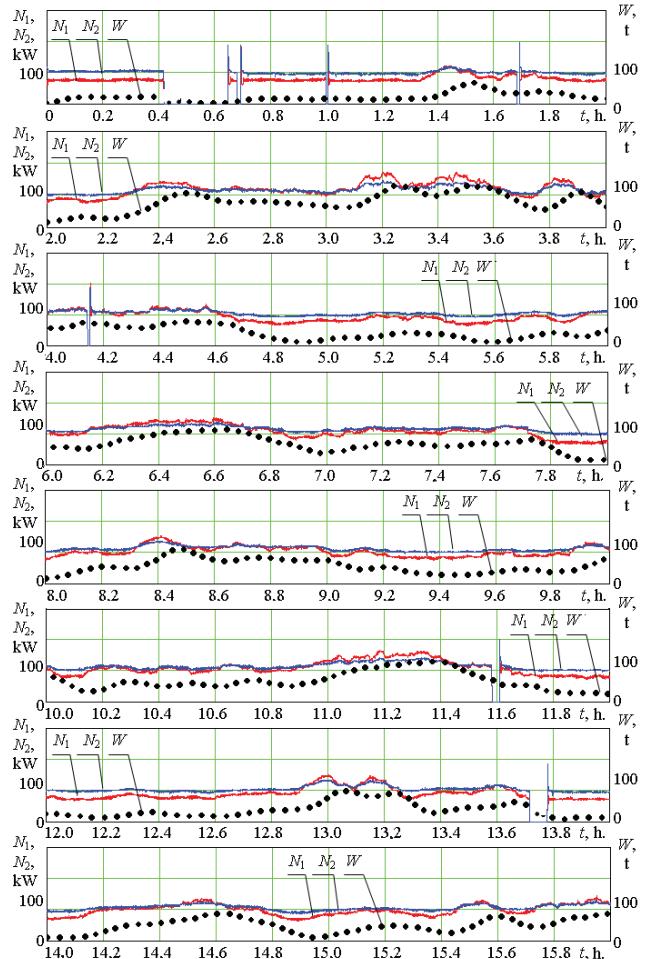 N1,
N2,
kW
100
N1 N2 W
W,
t
100
0
0 0.2 0.4 0.6 0.8 1.0 1.2 1.4 1.6 t, h.
N1,
N2,
kW
100
0
N1 N2 W
W,
t
100
0
2.0 2.2 2.4 2.6 2.8 3.0 3.2 3.4 3.6 3.8 t, h.
N1,
N2,
kW
100
0
N1 N2 W
W,
t
100
0
4.0 4.2 4.4 4.6 4.8 5.0 5.2 5.4 5.6 5.8 t, h.
N1,
N2,
kW
100
0
N1 N2 W
W,
t
100
0
6.0 6.2 6.4 6.6 6.8 7.0 7.2 7.4 7.6 7.8 t, h.
N1,
N2,
kW
100
0
N1 N2 W
W,
t
100
0
8.0 8.2 8.4 8.6 8.8 9.0 9.2 9.4 9.6 9.8 t, h.
N1,
N2,
kW
100
0
N1 N2 W
W,
t
100
0
10.0 10.2 10.4 10.6 10.8 11.0 11.2 11.4 11.6 11.8 t, h.
N1,
N2,
kW
100
0
N1 N2 W
W,
t
100
0
12.0 12.2 12.4 12.6 12.8 13.0 13.2 13.4 13.6 13.8 t, h.
N1,
N2,
kW
100
0
N1 N2 W
W,
t
100
0
14.0 14.2 14.4 14.6 14.8 15.0 15.2 15.4 15.6 15.8 t, h.